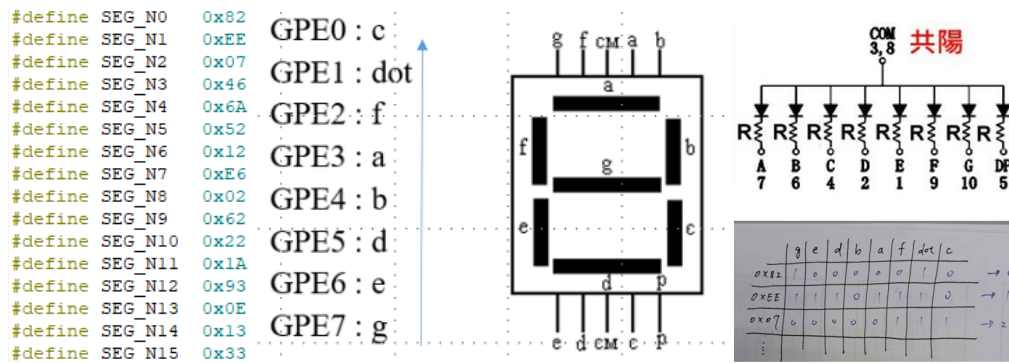 #define SEG_N0 0x82
#define SEG_N1 0xEE
#define SEG_N2 0x07
#define SEG_N3 0x46
#define SEG_N4 0x6A
#define SEG_N5 0x52
#define SEG_N6 0x12
#define SEG_N7 0xE6
#define SEG_N8 0x02
#define SEG_N9 0x62
#define SEG_N10 0x22
#define SEG_N11 0x1A
#define SEG_N12 0x93
#define SEG_N13 0x0E
#define SEG_N14 0x13
#define SEG_N15 0x33
GPE0 : c
GPE1 : dot
GPE2 : f
GPE3 : a
GPE4 : b
GPE5 : d
GPE6 : e
GPE7 : g
g f CM a b
a
f b
g
e c
d p
e d CM c p
COM 共陽
3,8
R R R R R R R R
A B C D E F G DP
7 6 4 2 1 9 10 5
g e d b a f dot c
0x82 1 0 0 0 0 0 1 0 →
0xEE 1 1 1 0 1 1 1 0 →
0x07 0 0 0 0 0 1 1 1 → 2